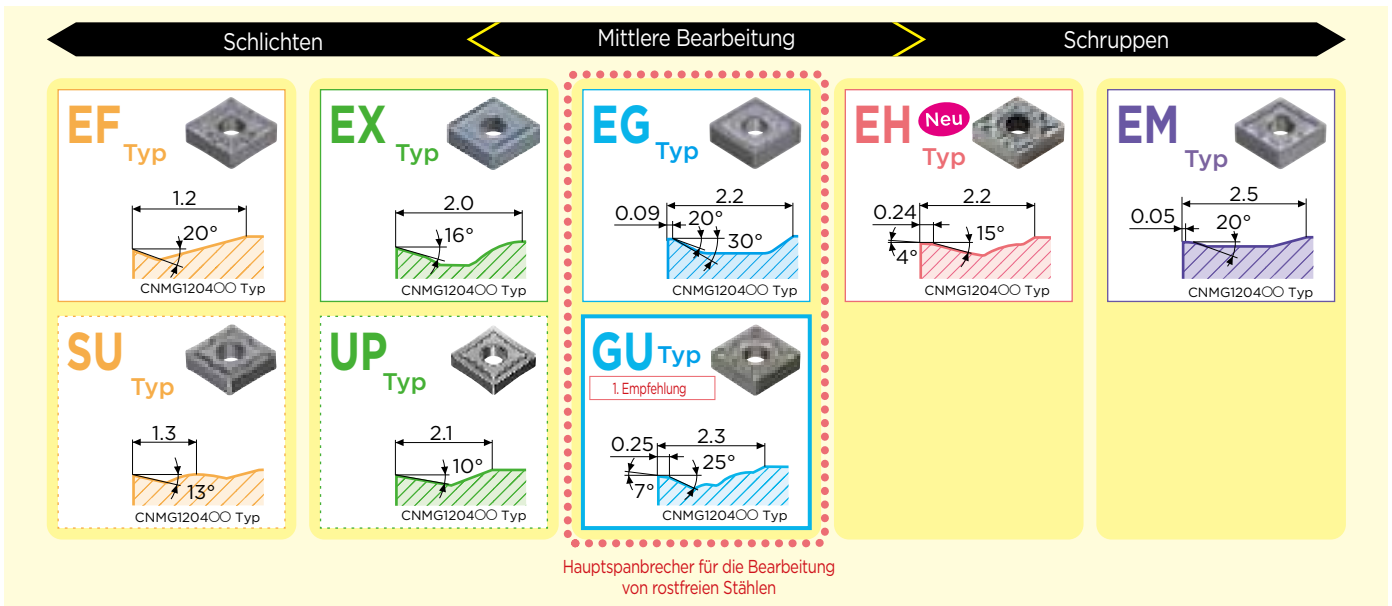 Schlichten
Mittlere Bearbeitung
Schruppen
EF Typ
1.2
20°
CNMG1204○○ Typ
EX Typ
2.0
16°
CNMG1204○○ Typ
EG Typ
2.2
0.09
20°
30°
CNMG1204○○ Typ
EH Neu
Typ
2.2
0.24
15°
4°
CNMG1204○○ Typ
EM Typ
2.5
0.05
20°
CNMG1204○○ Typ
SU Typ
1.3
13°
CNMG1204○○ Typ
UP Typ
2.1
10°
CNMG1204○○ Typ
GU Typ
1. Empfehlung
0.25
2.3
25°
7°
CNMG1204○○ Typ
Hauptspanbrecher für die Bearbeitung
von rostfreien Stählen